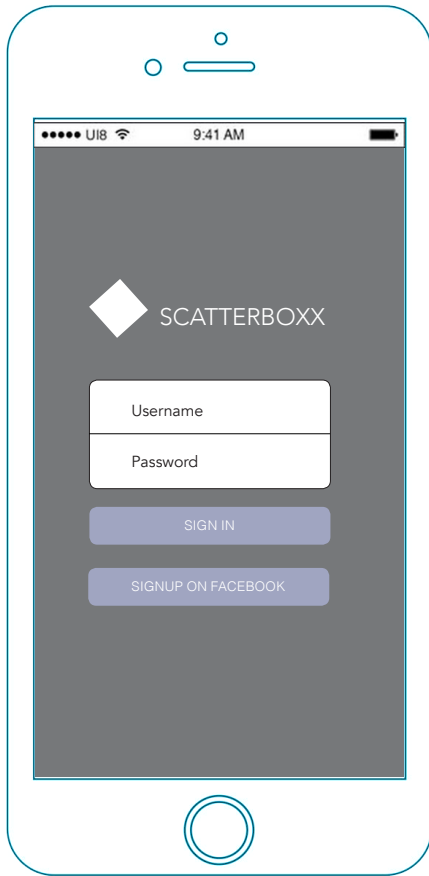 UI8 9:41 AM
SCATTERBOXX
Username
Password
SIGN IN
SIGNUP ON FACEBOOK